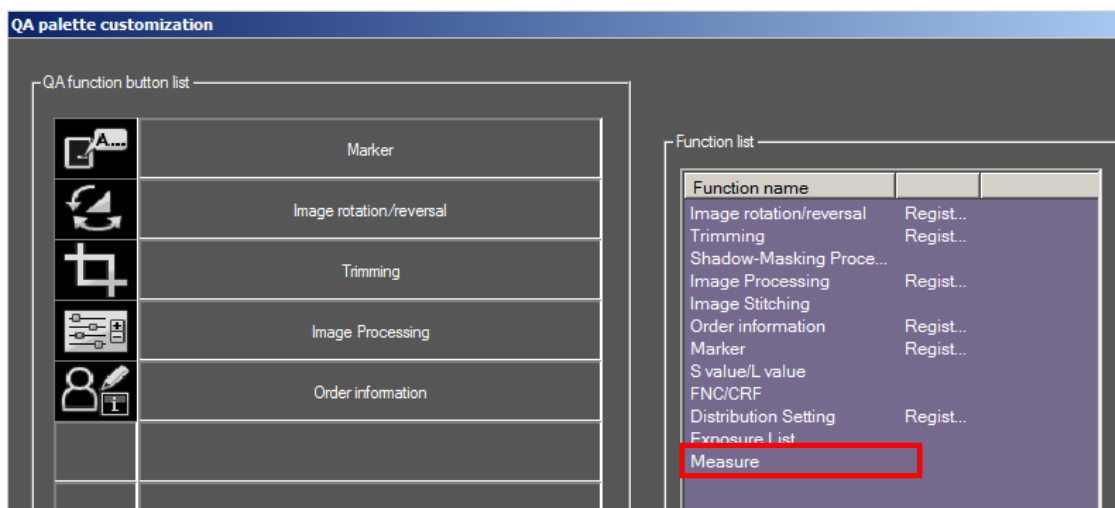 QA palette customization
QA function button list
A....
Marker
Image rotation/reversal
Trimming
Image Processing
Order information
Function list
Function name
Image rotation/reversal Regist...
Trimming Regist...
Shadow-Masking Proce...
Image Processing Regist...
Image Stitching
Order information Regist...
Marker Regist...
S value/L value
FNC/CRF
Distribution Setting Regist...
Exposure List
Measure